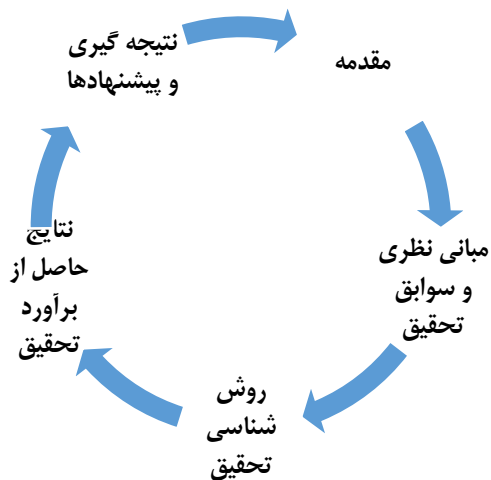 مقدمه
مبانی نظری
و سوابق
تحقیق
روش
شناسی
تحقیق
نتایج
حاصل از
برآورد
تحقیق
نتیجه گیری
و پیشنهادها